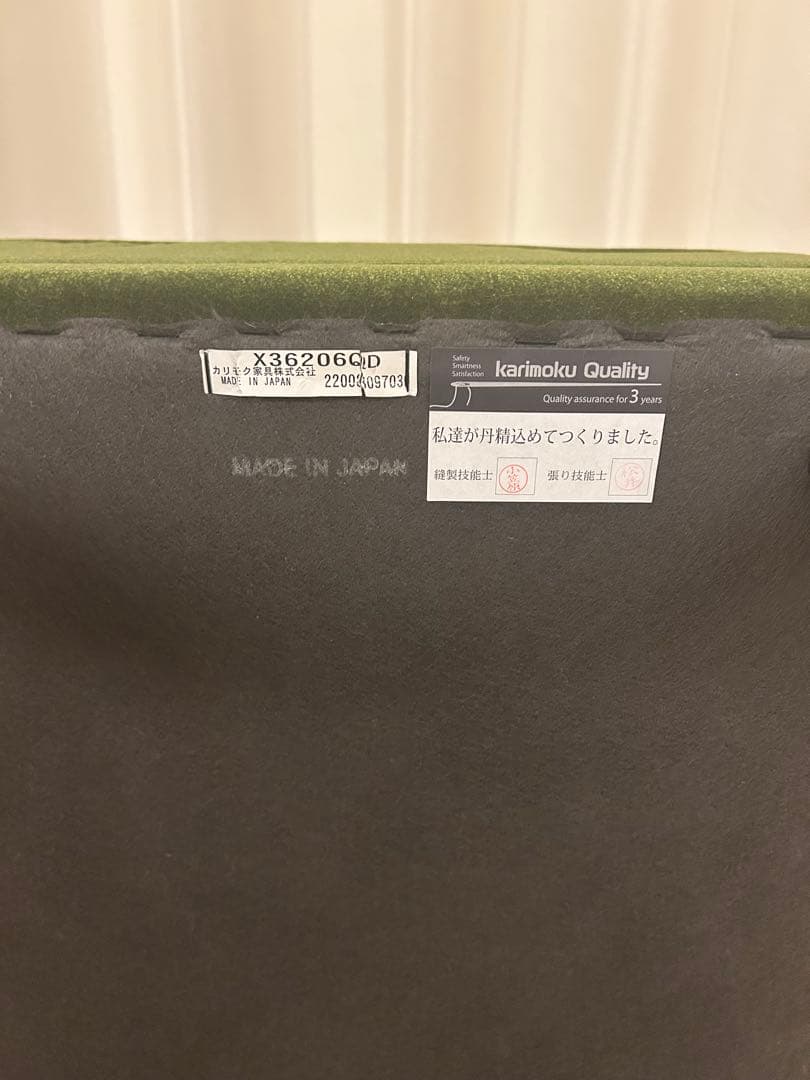 X36206QD
カリモク家具株式会社
MADE IN JAPAN
MADE IN JAPAN
Safety
Smartness
Satisfaction
karimoku Quality
Quality assurance for 3 years
私達が丹精込めてつくりました。
縫製技能士
張り技能士